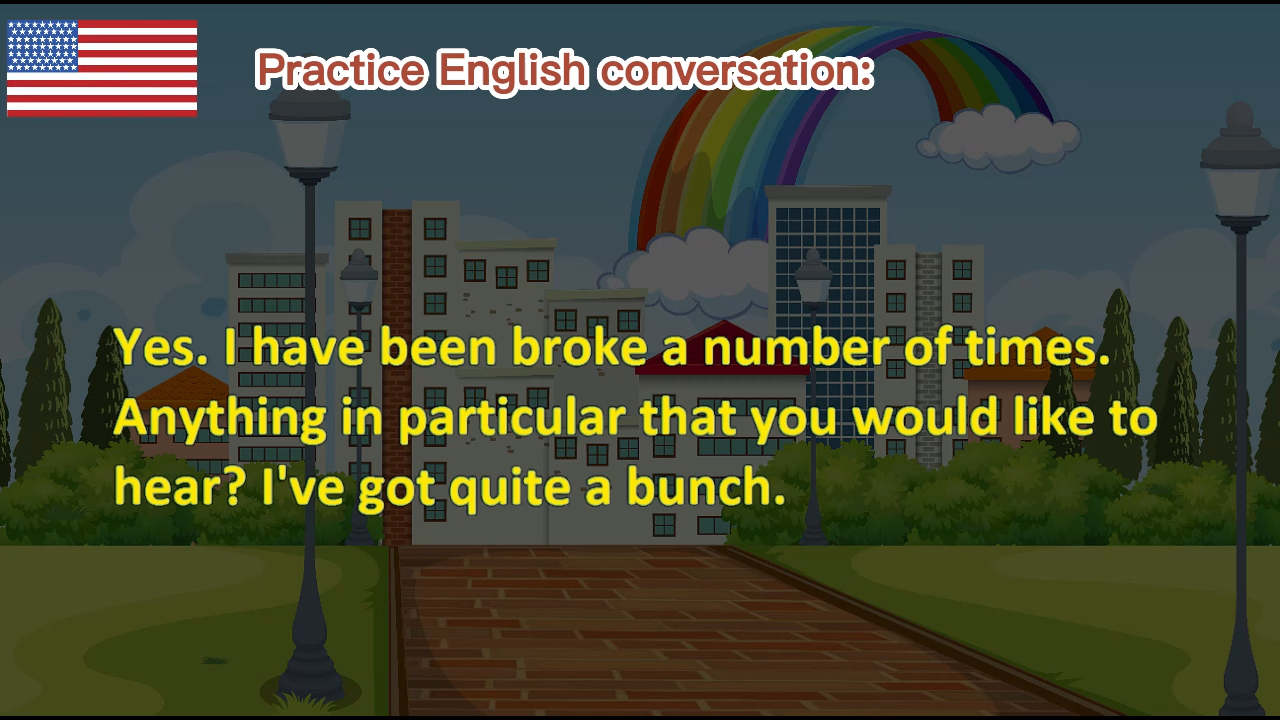 Practice English conversation:
Yes. I have been broke a number of times.
Anything in particular that you would like to
hear? I've got quite a bunch.